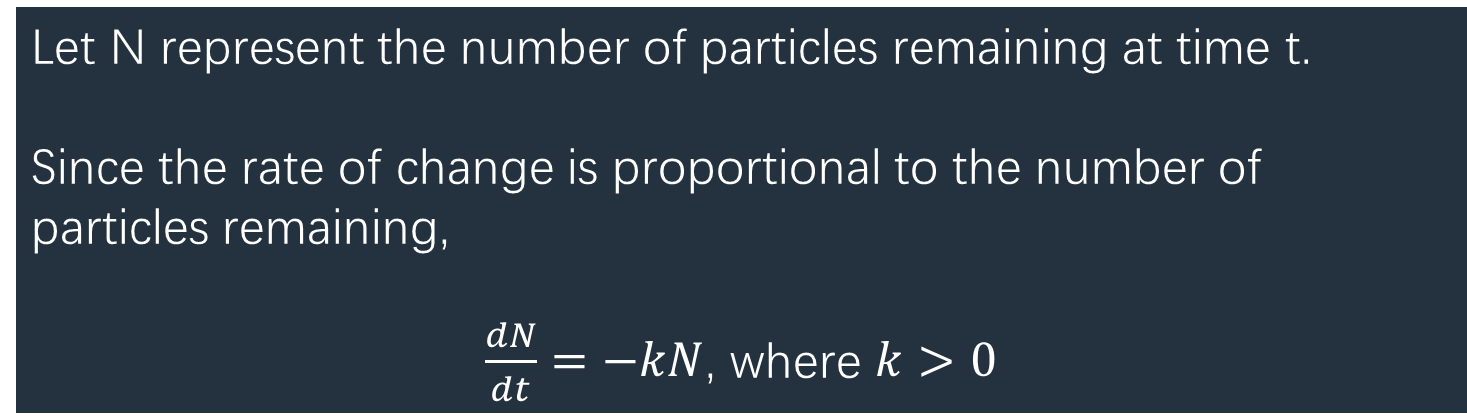 Let N represent the number of particles remaining at time t.
Since the rate of change is proportional to the number of
particles remaining,
dN/dt = −kN, where k > 0